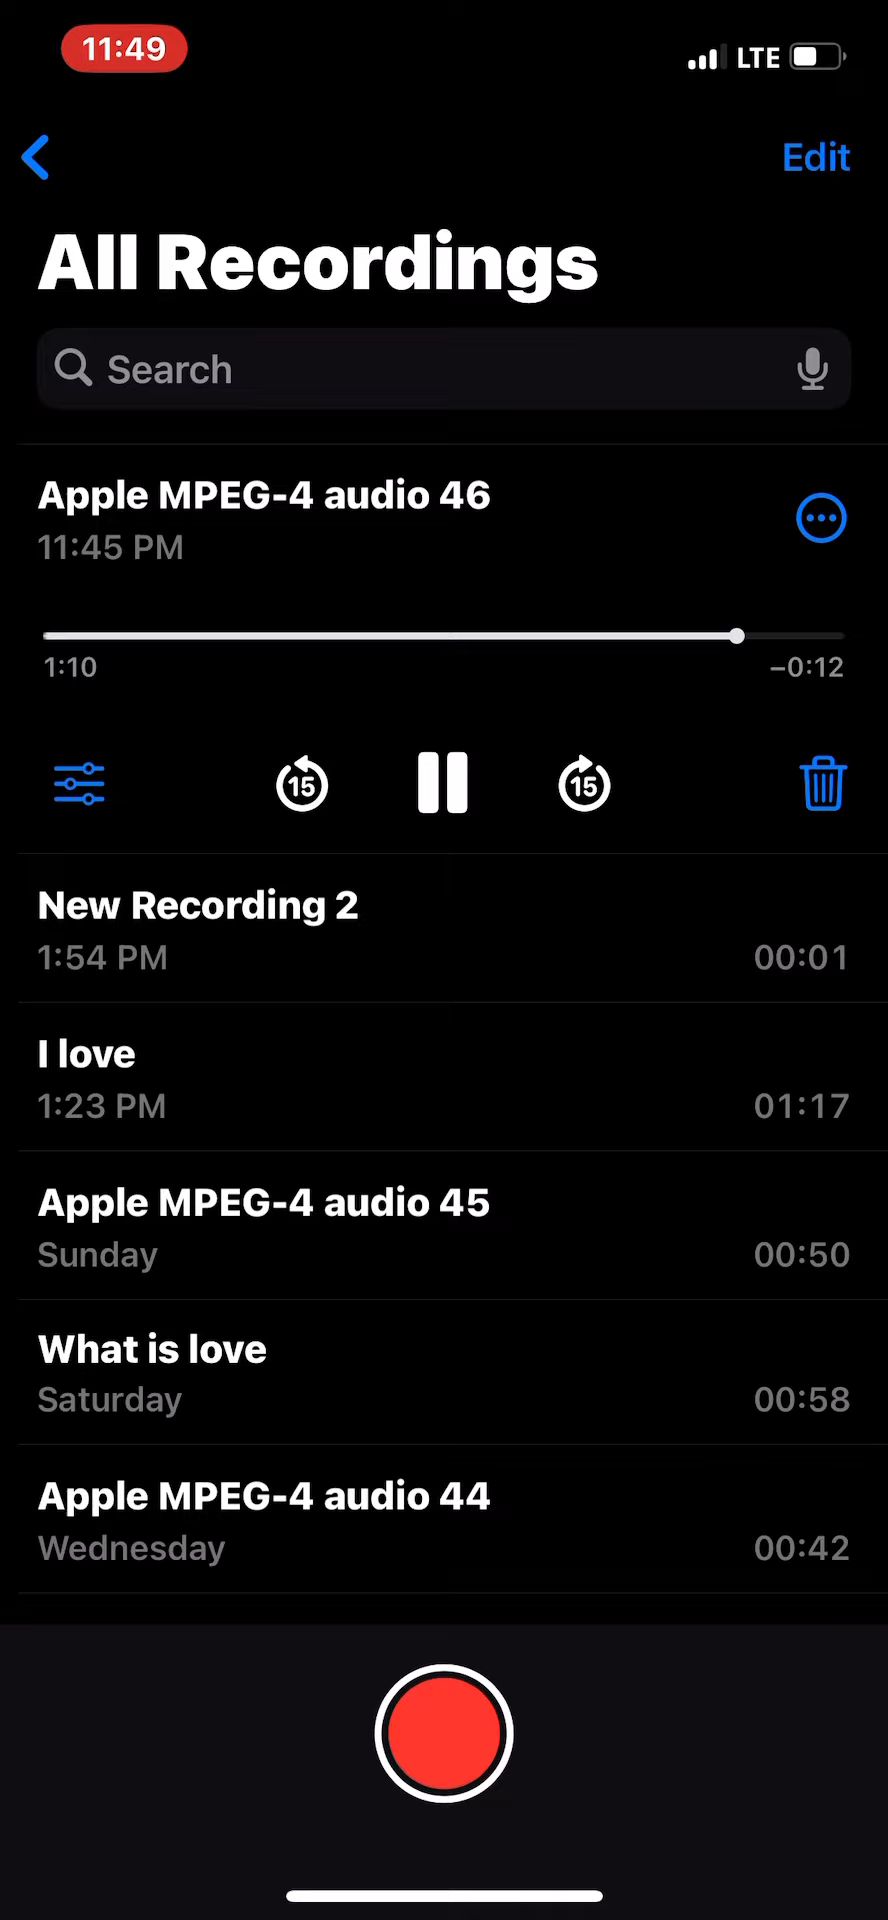 11:49
LTE
Edit
All Recordings
Search
Apple MPEG-4 audio 46
11:45 PM
1:10
–0:12
15
15
New Recording 2
1:54 PM
00:01
I love
1:23 PM
01:17
Apple MPEG-4 audio 45
Sunday
00:50
What is love
Saturday
00:58
Apple MPEG-4 audio 44
Wednesday
00:42